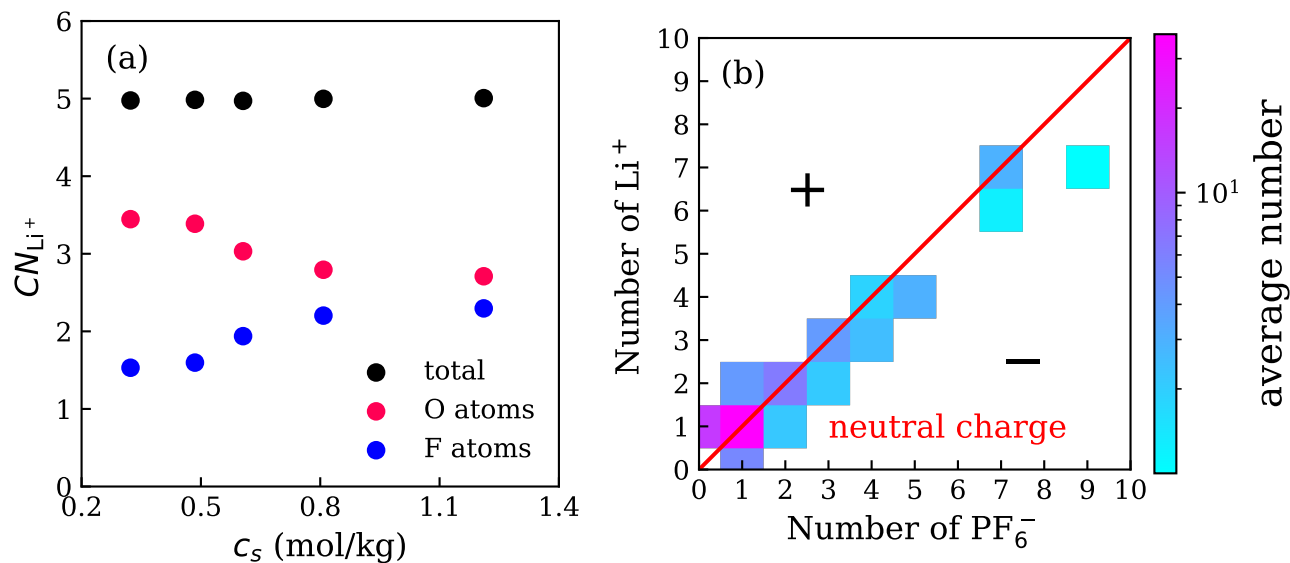 (a)
6
5
4
3
2
1
0
0.2 0.5 0.8 1.1 1.4
CN_Li⁺
c_s (mol/kg)
total
O atoms
F atoms
(b)
10
9
8
7
6
5
4
3
2
1
0
0 1 2 3 4 5 6 7 8 9 10
Number of Li⁺
Number of PF₆⁻
+
−
neutral charge
10¹
average number